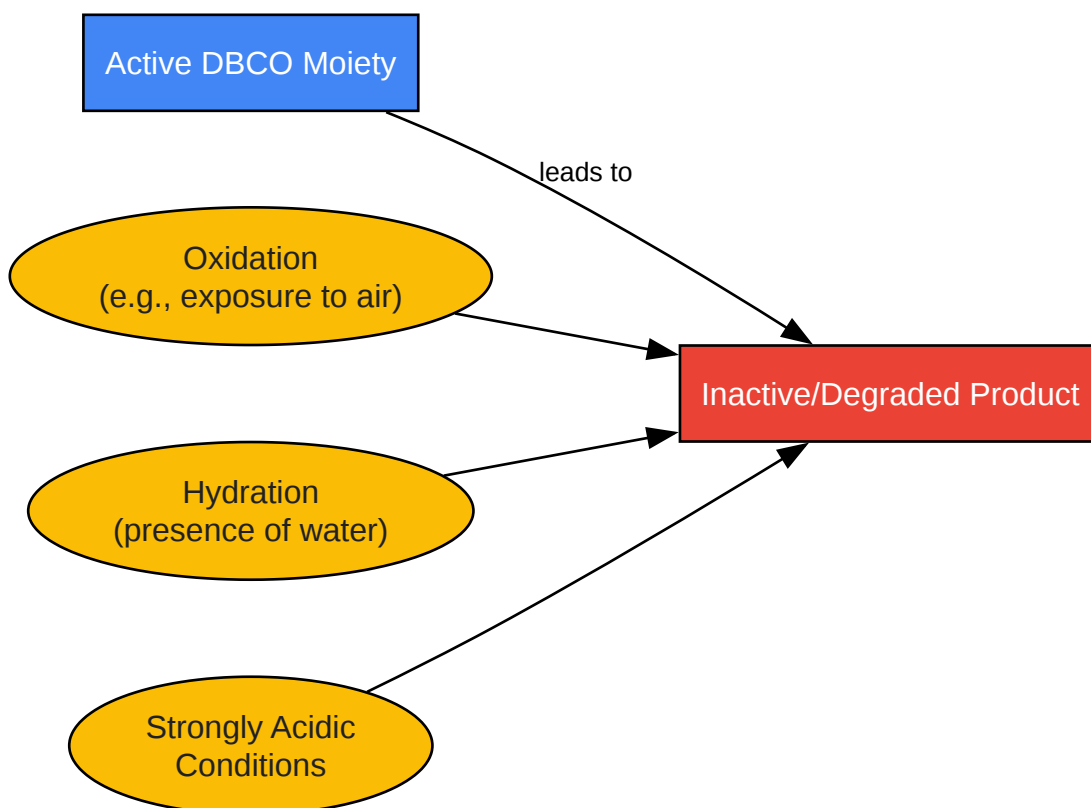 Active DBCO Moiety
leads to
Oxidation
(e.g., exposure to air)
Inactive/Degraded Product
Hydration
(presence of water)
Strongly Acidic
Conditions